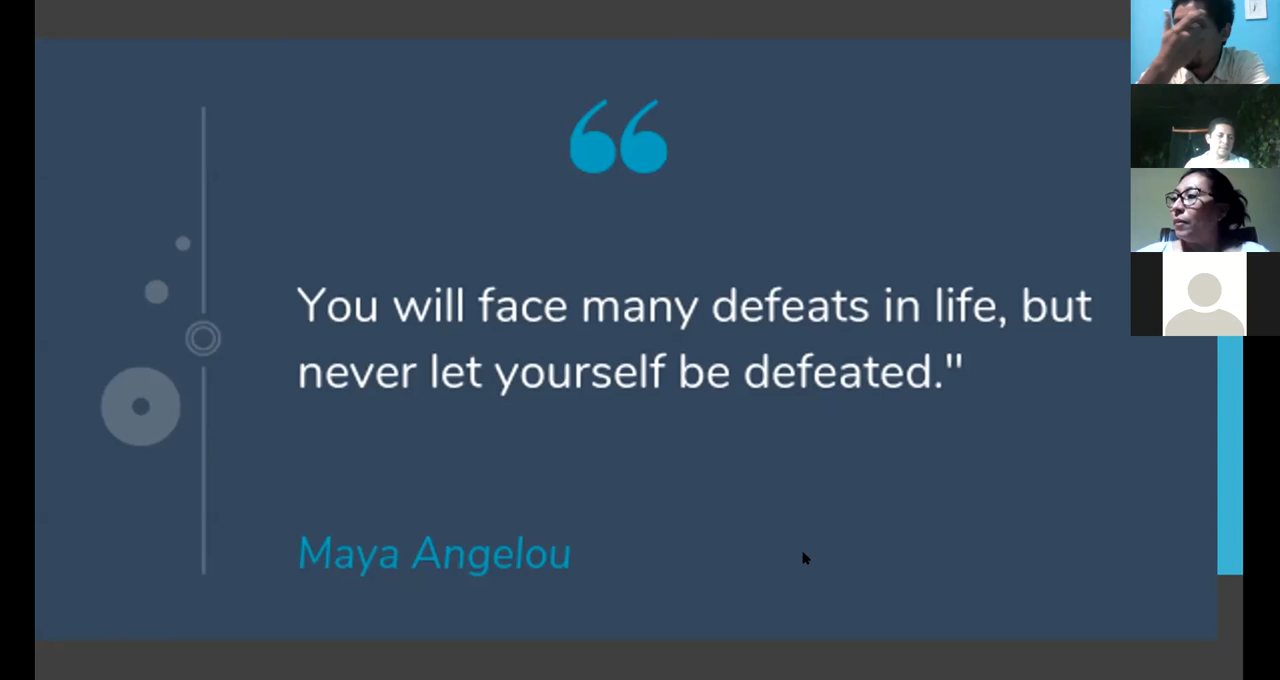 “
You will face many defeats in life, but
never let yourself be defeated."
Maya Angelou